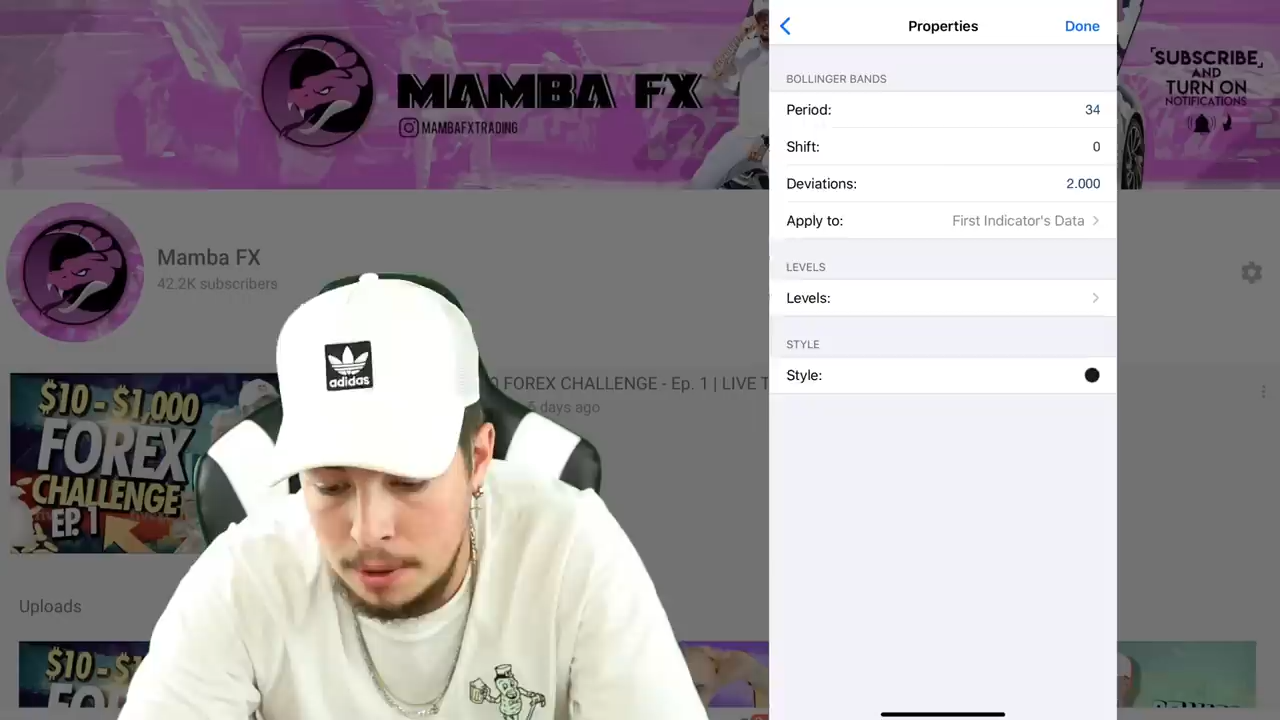 MAMBA FX
MAMBAFXTRADING
SUBSCRIBE
AND
TURN ON
NOTIFICATIONS
Mamba FX
42.2K subscribers
$10 - $1,000
FOREX
CHALLENGE
EP. 1
0 FOREX CHALLENGE - Ep. 1 | LIVE T
days ago
Uploads
$10 - $1
adidas
Properties
Done
BOLLINGER BANDS
Period:
34
Shift:
0
Deviations:
2.000
Apply to:
First Indicator's Data
LEVELS
Levels:
STYLE
Style: